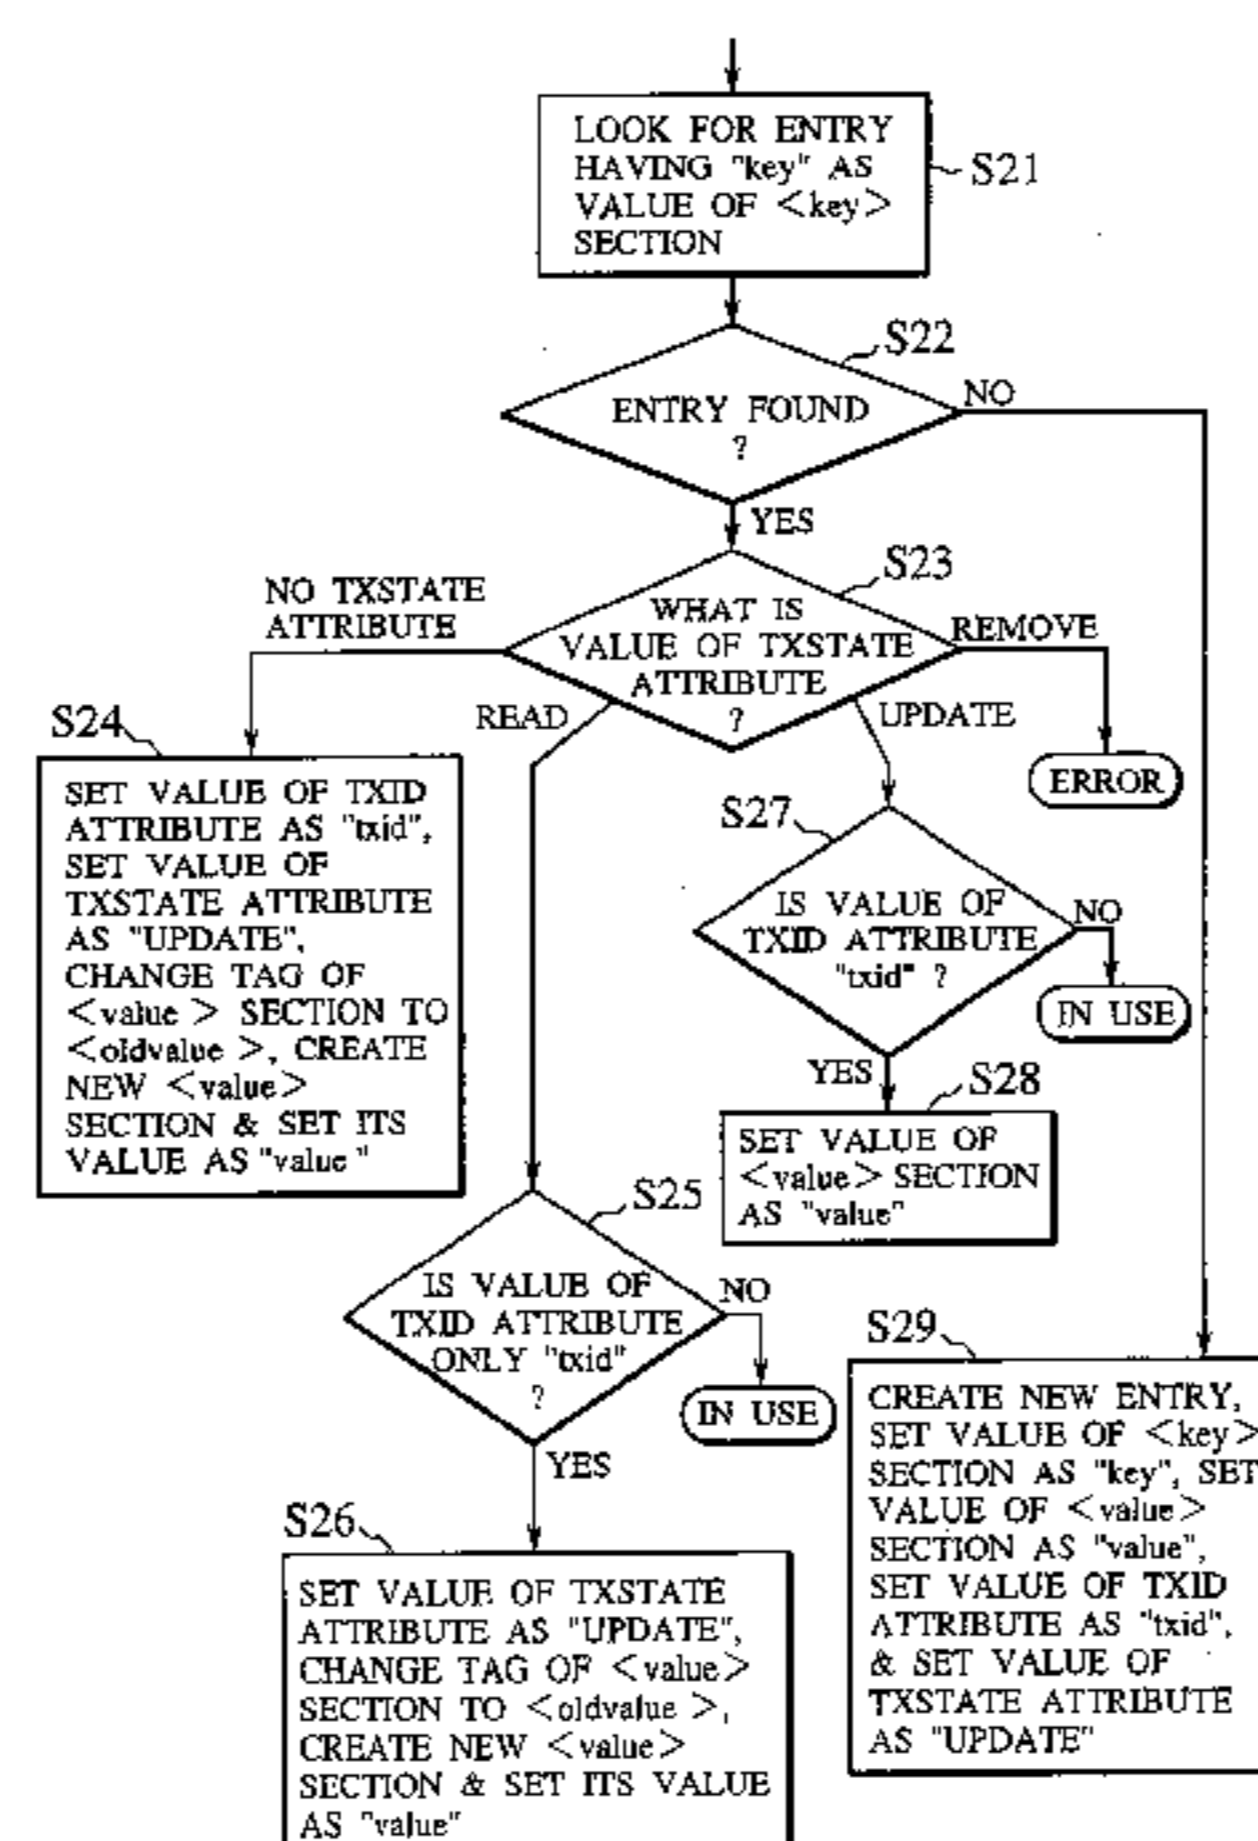 LOOK FOR ENTRY
HAVING "key" AS
VALUE OF <key>
SECTION
S21
S22
ENTRY FOUND
?
NO
YES
S23
NO TXSTATE
ATTRIBUTE
WHAT IS
VALUE OF TXSTATE
ATTRIBUTE
?
REMOVE
READ
UPDATE
ERROR
S24
SET VALUE OF TXID
ATTRIBUTE AS "txid",
SET VALUE OF
TXSTATE ATTRIBUTE
AS "UPDATE",
CHANGE TAG OF
<value> SECTION TO
<oldvalue>, CREATE
NEW <value>
SECTION & SET ITS
VALUE AS "value"
S27
IS VALUE OF
TXID ATTRIBUTE
"txid" ?
NO
IN USE
YES
S28
SET VALUE OF
<value> SECTION
AS "value"
S25
IS VALUE OF
TXID ATTRIBUTE
ONLY "txid"
?
NO
IN USE
YES
S26
SET VALUE OF TXSTATE
ATTRIBUTE AS "UPDATE",
CHANGE TAG OF <value>
SECTION TO <oldvalue>,
CREATE NEW <value>
SECTION & SET ITS VALUE
AS "value"
S29
CREATE NEW ENTRY,
SET VALUE OF <key>
SECTION AS "key", SET
VALUE OF <value>
SECTION AS "value",
SET VALUE OF TXID
ATTRIBUTE AS "txid",
& SET VALUE OF
TXSTATE ATTRIBUTE
AS "UPDATE"